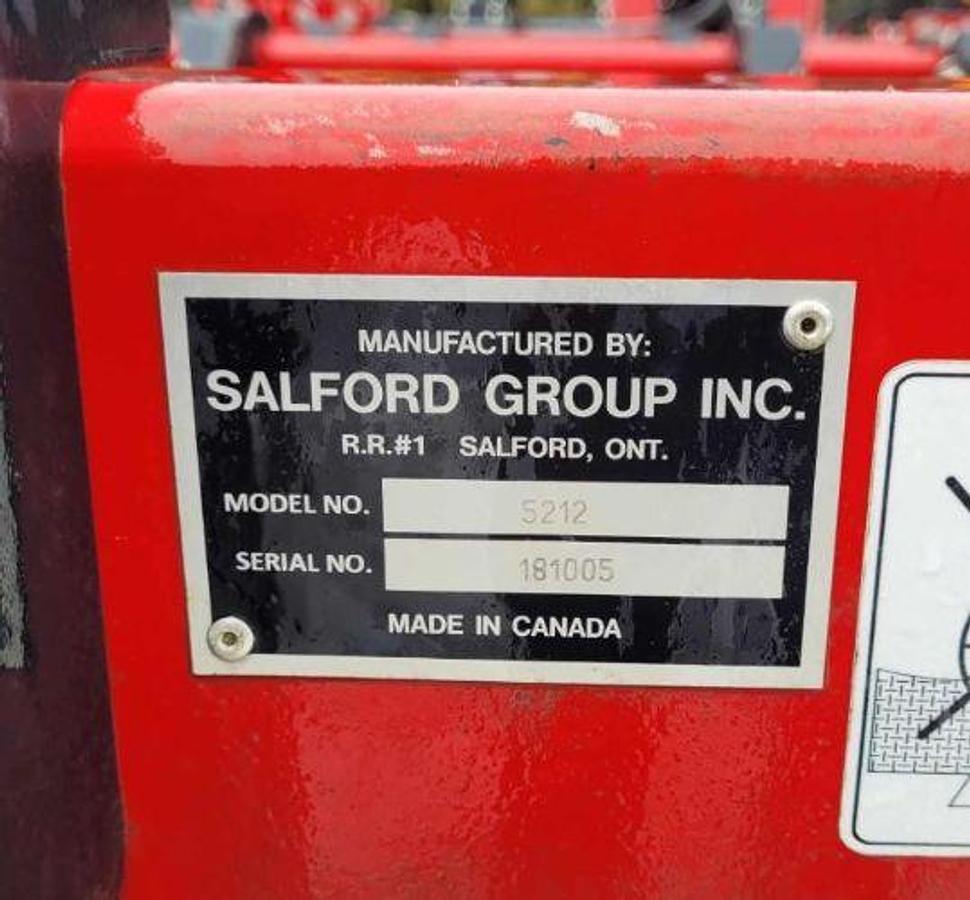 MANUFACTURED BY:
SALFORD GROUP INC.
R.R.#1 SALFORD, ONT.
MODEL NO. 5212
SERIAL NO. 181005
MADE IN CANADA